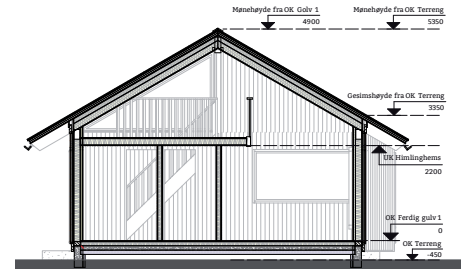 Mønehøyde fra OK Golv 1
4900
Mønehøyde fra OK Terreng
5350
Gesimshøyde fra OK Terreng
3350
UK Himlinghems
2200
OK Ferdig gulv 1
0
OK Terreng
-450